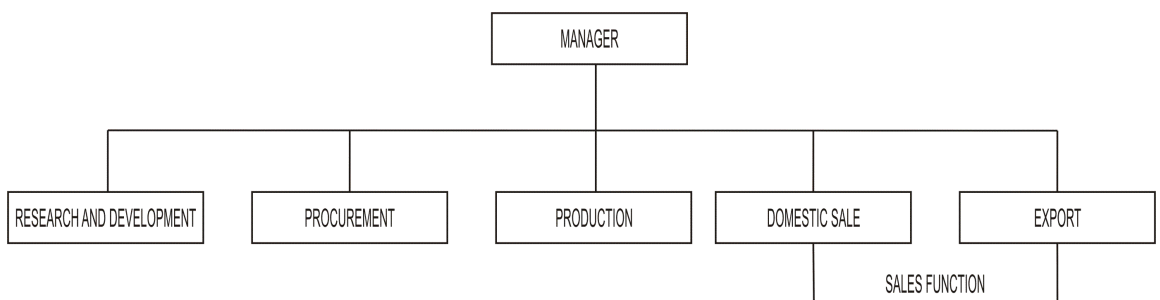 MANAGER
RESEARCH AND DEVELOPMENT
PROCUREMENT
PRODUCTION
DOMESTIC SALE
EXPORT
SALES FUNCTION